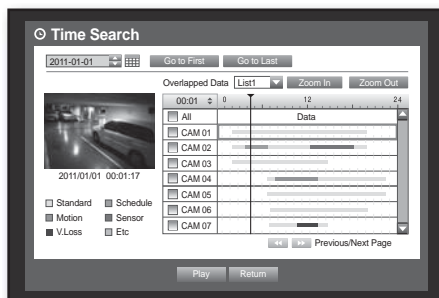 Time Search
2011-01-01
Go to First
Go to Last
Overlapped Data
List1
Zoom In
Zoom Out
00:01
0
12
24
All
Data
CAM 01
CAM 02
CAM 03
CAM 04
CAM 05
CAM 06
CAM 07
2011/01/01 00:01:17
Standard
Schedule
Motion
Sensor
V.Loss
Etc
Previous/Next Page
Play
Return